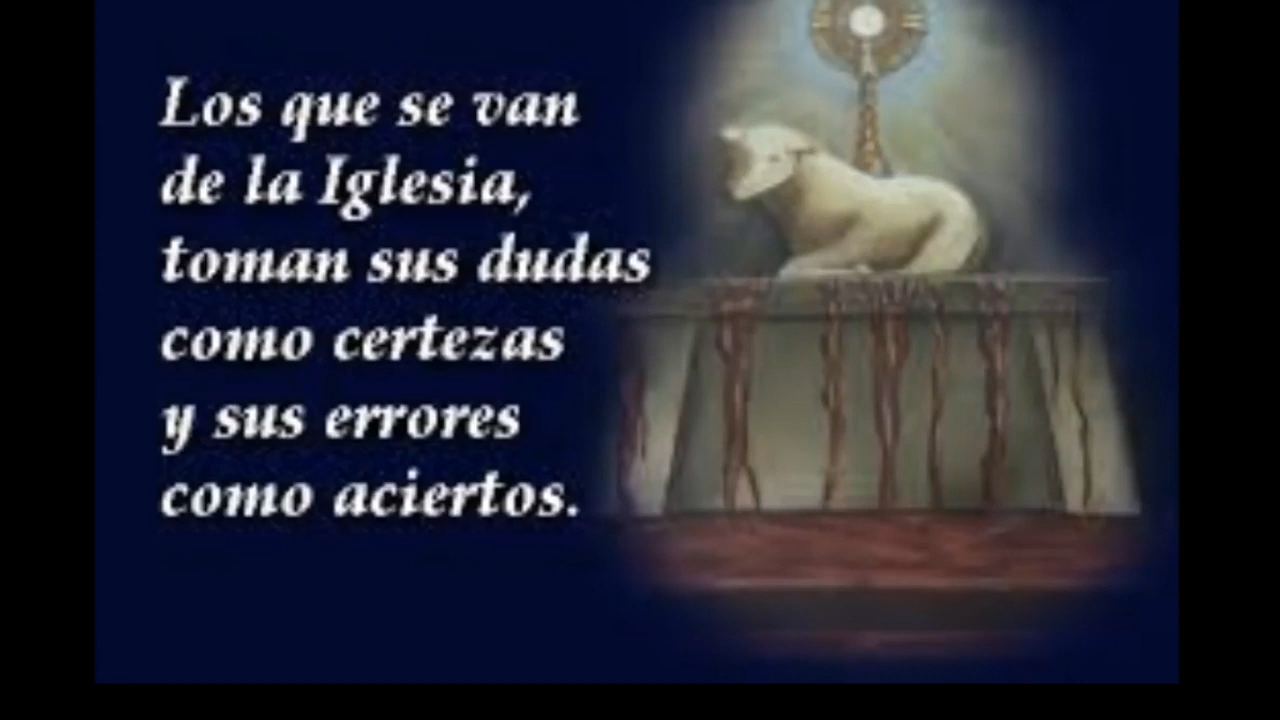 Los que se van
de la Iglesia,
toman sus dudas
como certezas
y sus errores
como aciertos.